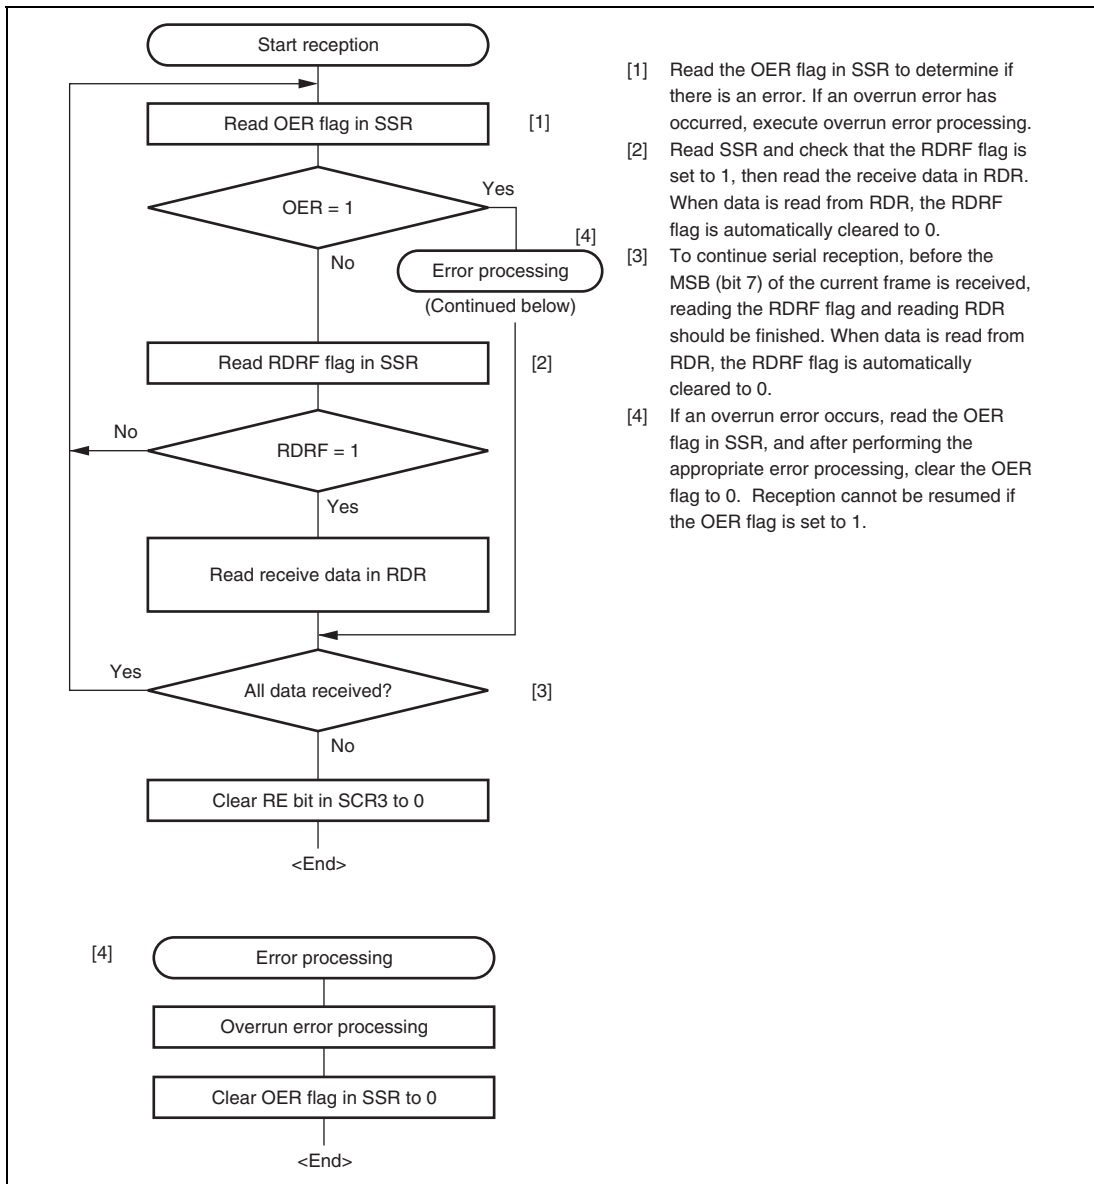 Start reception
Read OER flag in SSR
[1]
OER = 1
Yes
No
[4]
Error processing
(Continued below)
Read RDRF flag in SSR
[2]
RDRF = 1
No
Yes
Read receive data in RDR
All data received?
[3]
Yes
No
Clear RE bit in SCR3 to 0
<End>
[4]
Error processing
Overrun error processing
Clear OER flag in SSR to 0
<End>
[1] Read the OER flag in SSR to determine if
there is an error. If an overrun error has
occurred, execute overrun error processing.
[2] Read SSR and check that the RDRF flag is
set to 1, then read the receive data in RDR.
When data is read from RDR, the RDRF
flag is automatically cleared to 0.
[3] To continue serial reception, before the
MSB (bit 7) of the current frame is received,
reading the RDRF flag and reading RDR
should be finished. When data is read from
RDR, the RDRF flag is automatically
cleared to 0.
[4] If an overrun error occurs, read the OER
flag in SSR, and after performing the
appropriate error processing, clear the OER
flag to 0. Reception cannot be resumed if
the OER flag is set to 1.